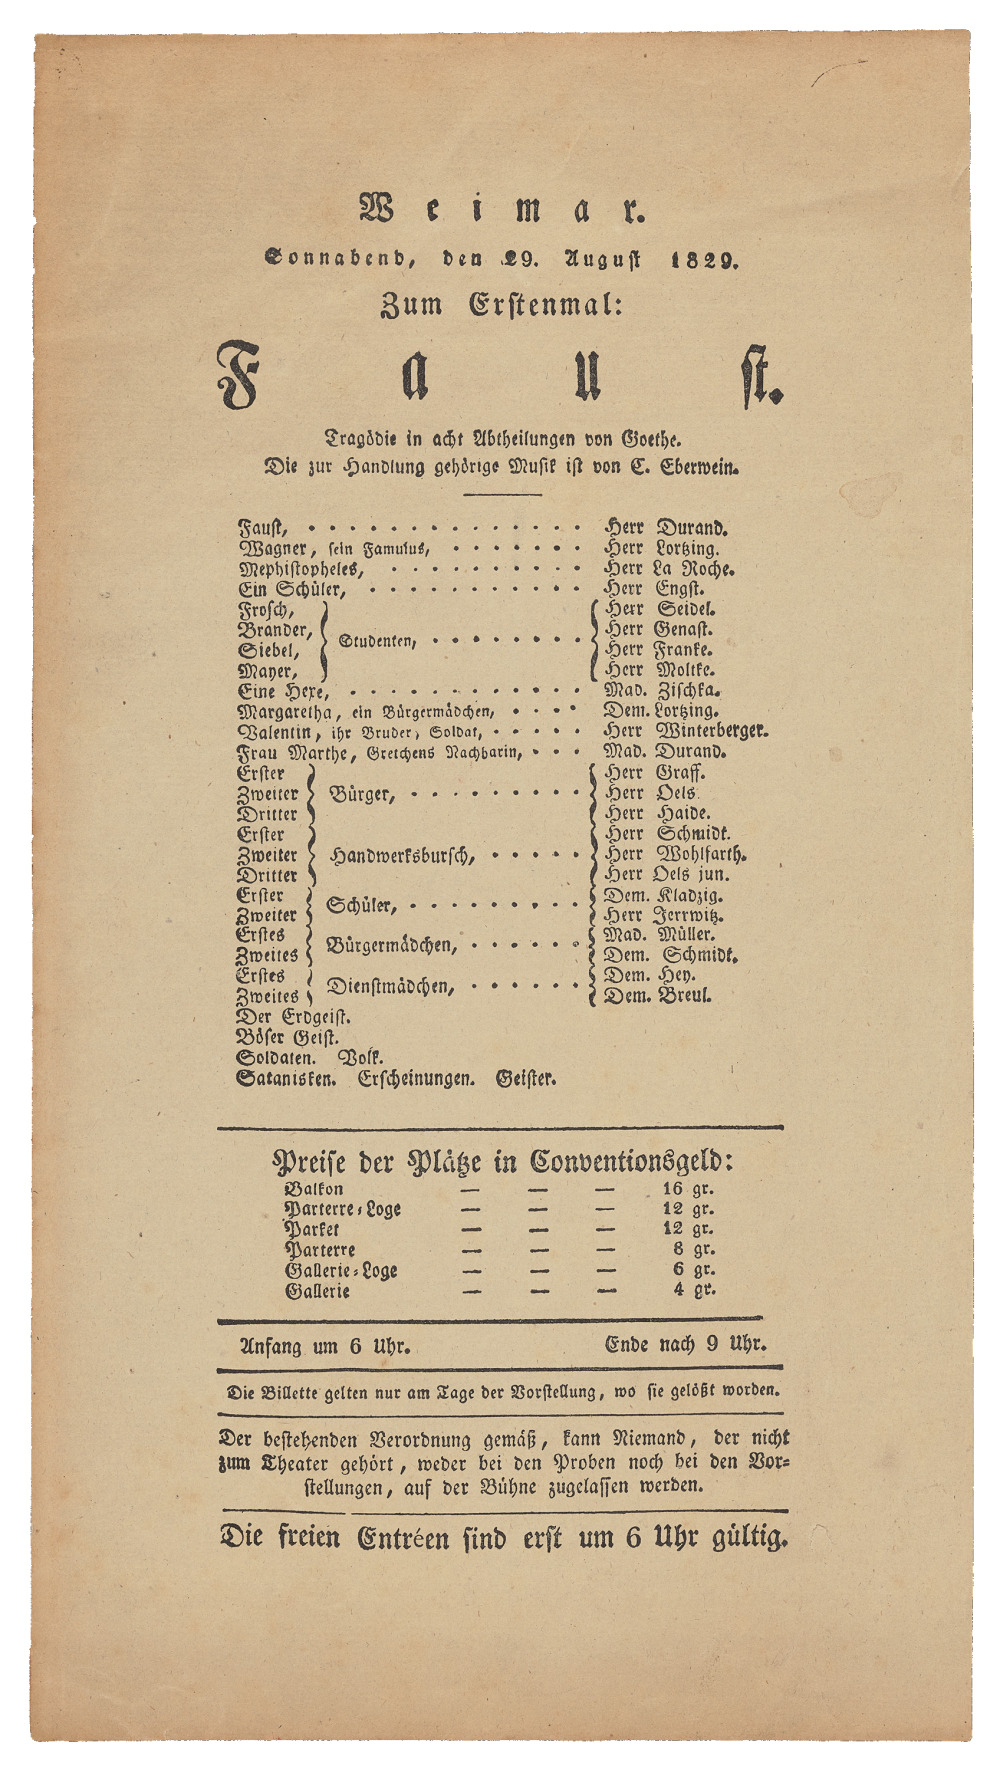 Weimar.
Sonnabend, den 29. August 1829.
Zum Erstenmal:
Faust.
Tragödie in acht Abtheilungen von Goethe.
Die zur Handlung gehörige Musik ist von C. Eberwein.
Faust, . . . . . . . . . . . . . . Herr Durand.
Wagner, sein Famulus, . . . . . . . Herr Lortzing.
Mephistopheles, . . . . . . . . . . Herr La Roche.
Ein Schüler, . . . . . . . . . . . Herr Engst.
Frosch, Herr Seidel.
Brander, Herr Genast.
Studenten, . . . . . . . .
Siebel, Herr Franke.
Mayer, Herr Moltke.
Eine Hexe, . . . . . . . . . . . . Mad. Zischka.
Margaretha, ein Bürgermädchen, . . . . Dem. Lortzing.
Valentin, ihr Bruder, Soldat, . . . . . Herr Winterberger.
Frau Marthe, Gretchens Nachbarin, . . . Mad. Durand.
Erster Herr Graff.
Zweiter Bürger, . . . . . . . . . Herr Oels
Dritter Herr Haide.
Erster Herr Schmidt.
Zweiter Handwerksbursch, . . . . . Herr Wohlfarth.
Dritter Herr Oels jun.
Erster Dem. Kladzig.
Schüler, . . . . . . . . .
Zweiter Herr Jerrwitz.
Erstes Mad. Müller.
Bürgermädchen, . . . . . .
Zweites Dem. Schmidt.
Erstes Dem. Hey.
Dienstmädchen, . . . . . .
Zweites Dem. Breul.
Der Erdgeist.
Böser Geist.
Soldaten. Volk.
Satanisken. Erscheinungen. Geister.
Preise der Plätze in Conventionsgeld:
Balkon — — — 16 gr.
Parterre-Loge — — — 12 gr.
Parket — — — 12 gr.
Parterre — — — 8 gr.
Gallerie-Loge — — — 6 gr.
Gallerie — — — 4 gr.
Anfang um 6 Uhr. Ende nach 9 Uhr.
Die Billette gelten nur am Tage der Vorstellung, wo sie gelößt worden.
Der bestehenden Verordnung gemäß, kann Niemand, der nicht
zum Theater gehört, weder bei den Proben noch bei den Vor-
stellungen, auf der Bühne zugelassen werden.
Die freien Entréen sind erst um 6 Uhr gültig.